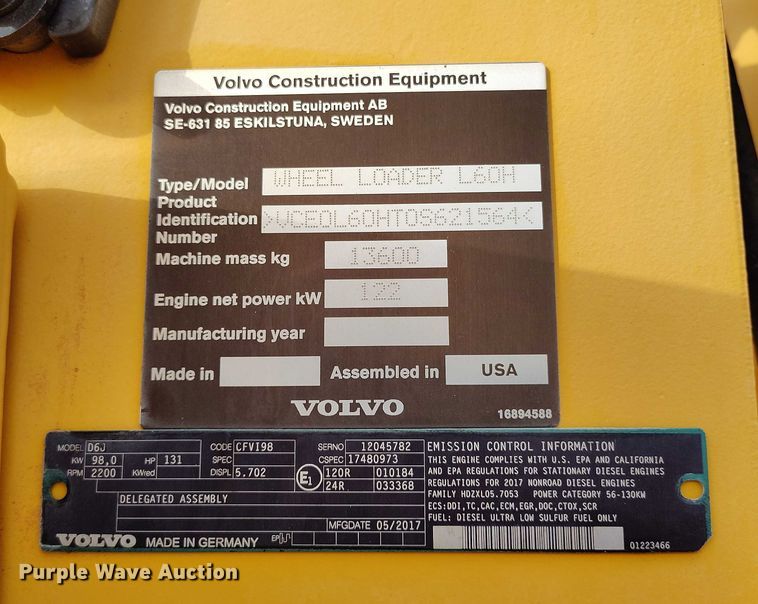 Volvo Construction Equipment
Volvo Construction Equipment AB
SE-631 85 ESKILSTUNA, SWEDEN
Type/Model WHEEL LOADER L60H
Product
Identification >VCE0L60HT0S621564<
Number
Machine mass kg 13600
Engine net power kW 122
Manufacturing year
Made in Assembled in USA
VOLVO
16894588
MODEL D6J CODE CFVI98 SERNO 12045782
KW 98,0 HP 131 SPEC CSPEC 17480973
RPM 2200 KW/red DISPL 5.702 E1 120R 010184
24R 033368
DELEGATED ASSEMBLY
MFGDATE 05/2017
VOLVO MADE IN GERMANY EP
EMISSION CONTROL INFORMATION
THIS ENGINE COMPLIES WITH U.S. EPA AND CALIFORNIA
AND EPA REGULATIONS FOR STATIONARY DIESEL ENGINES
REGULATIONS FOR 2017 NONROAD DIESEL ENGINES
FAMILY HDZXL05.7053 POWER CATEGORY 56-130KW
ECS:DDI,TC,CAC,ECM,EGR,DOC,CTOX,SCR
FUEL: DIESEL ULTRA LOW SULFUR FUEL ONLY
01223466
Purple Wave Auction